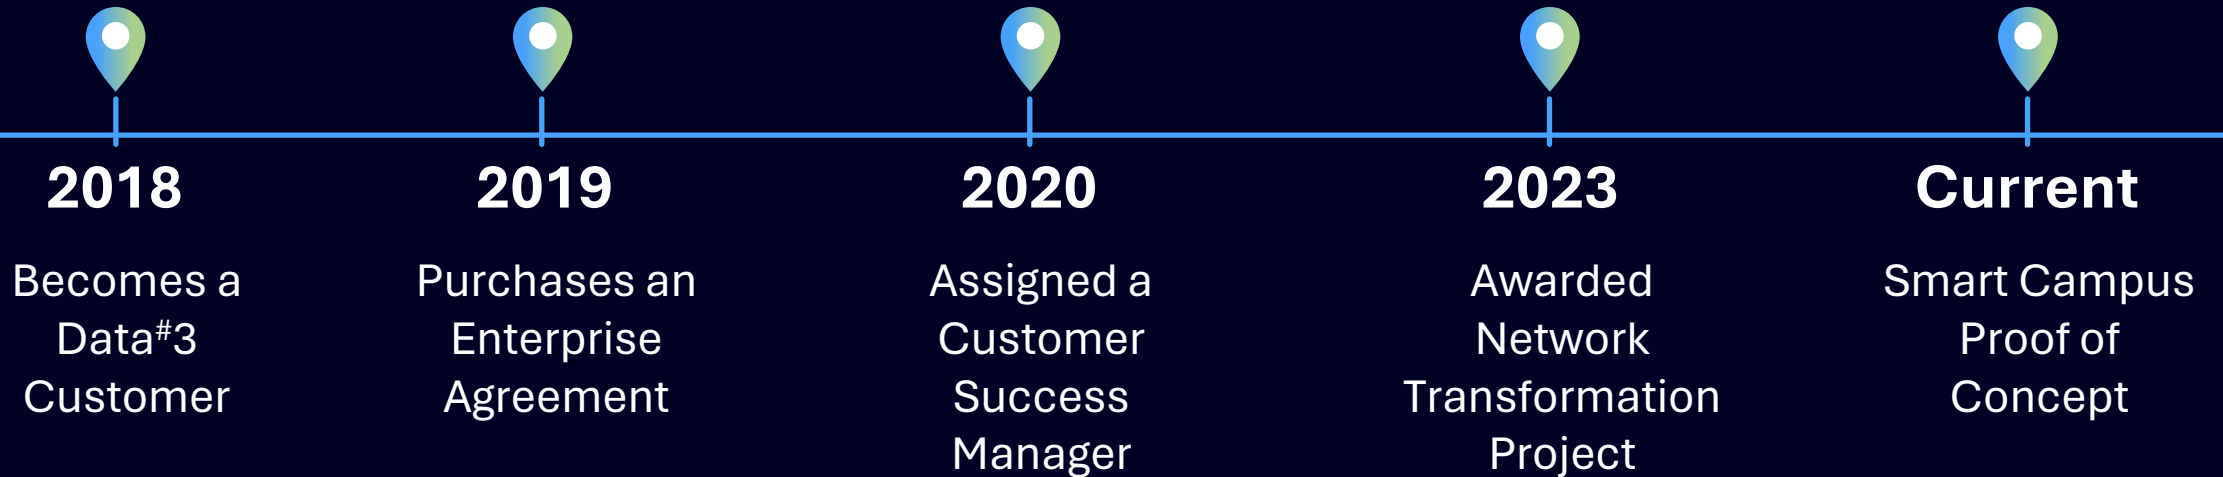 2018
Becomes a
Data#3
Customer
2019
Purchases an
Enterprise
Agreement
2020
Assigned a
Customer
Success
Manager
2023
Awarded
Network
Transformation
Project
Current
Smart Campus
Proof of
Concept